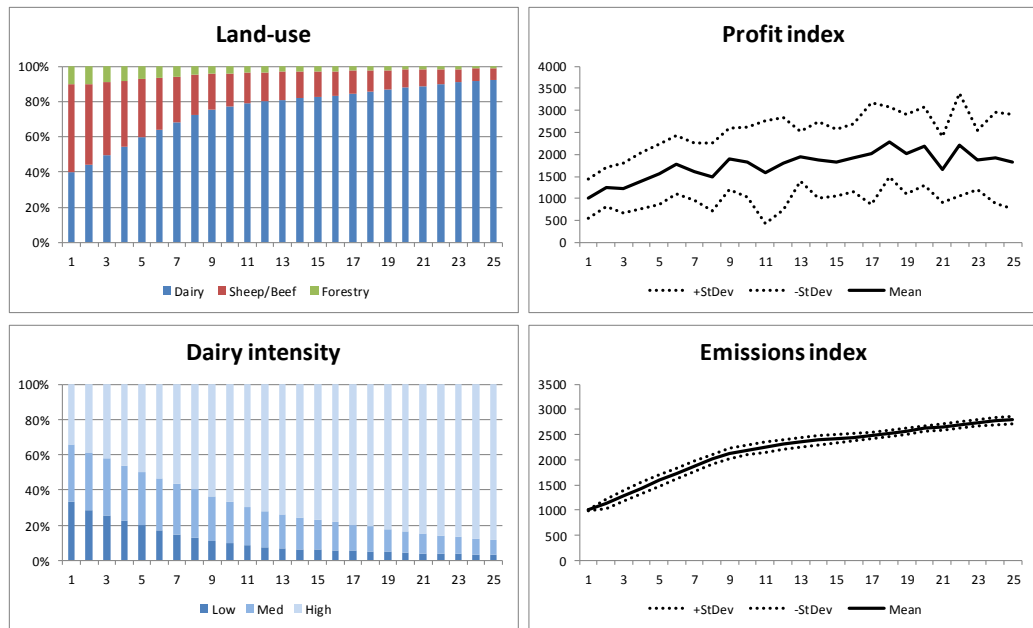 Land-use
100%
80%
60%
40%
20%
0%
1 3 5 7 9 11 13 15 17 19 21 23 25
Dairy Sheep/Beef Forestry
Profit index
4000
3500
3000
2500
2000
1500
1000
500
0
1 3 5 7 9 11 13 15 17 19 21 23 25
+StDev -StDev Mean
Dairy intensity
100%
80%
60%
40%
20%
0%
1 3 5 7 9 11 13 15 17 19 21 23 25
Low Med High
Emissions index
3500
3000
2500
2000
1500
1000
500
0
1 3 5 7 9 11 13 15 17 19 21 23 25
+StDev -StDev Mean